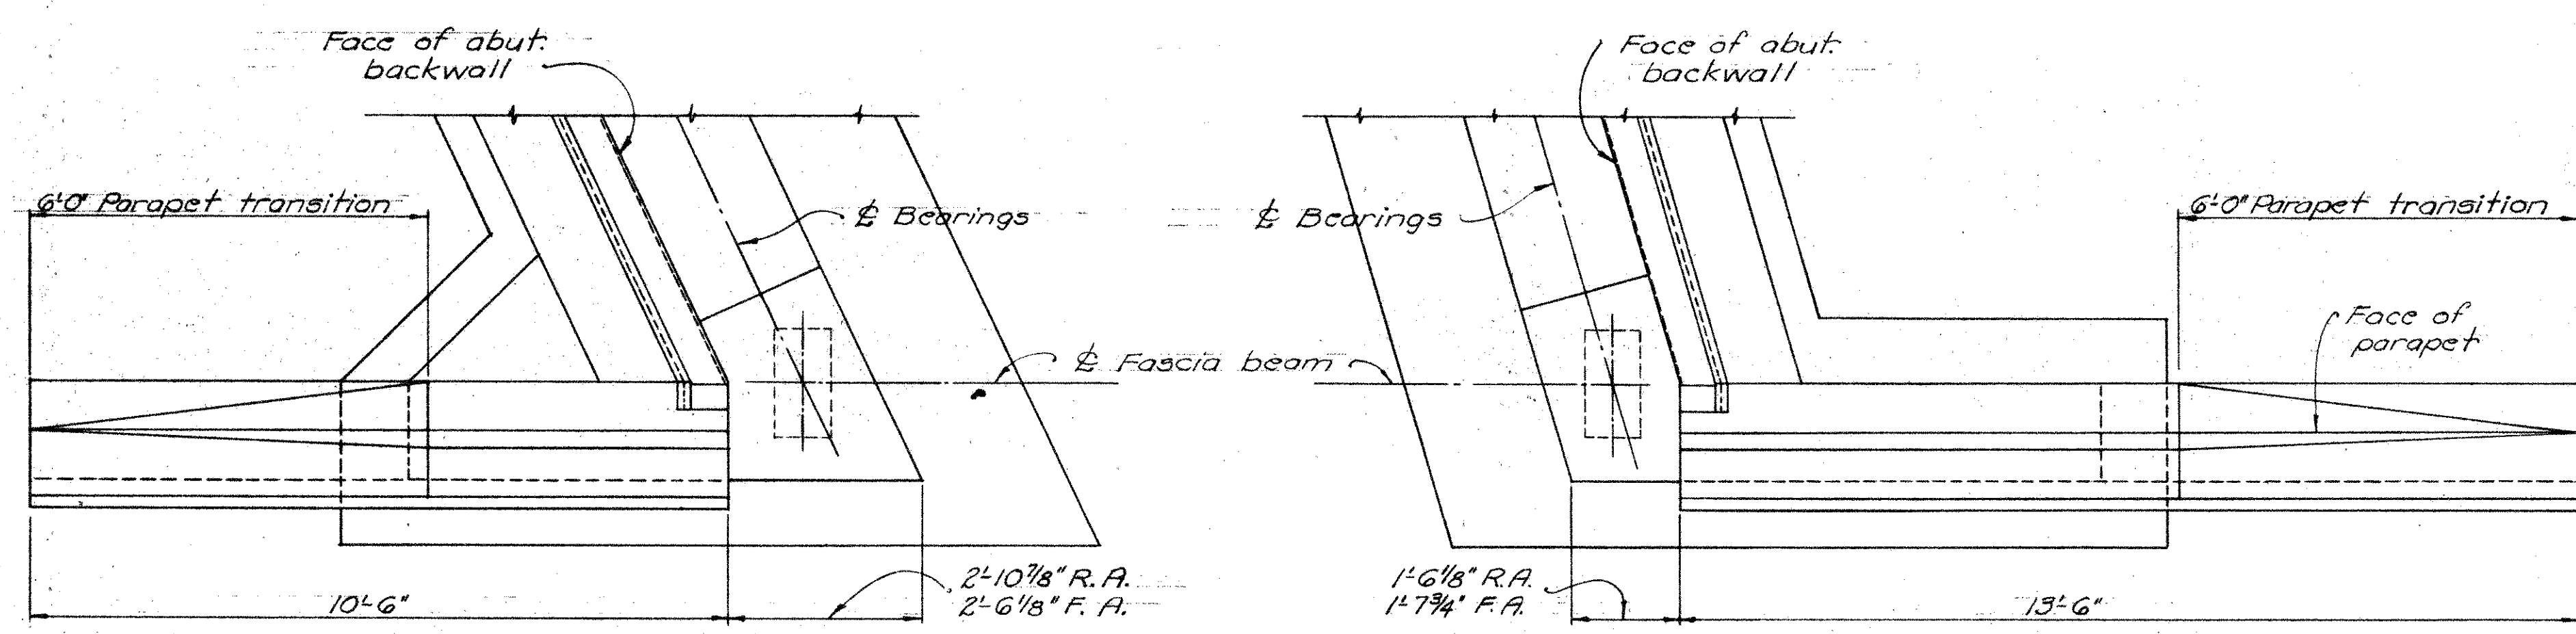 Face of abut.
backwall
6'-0" Parapet transition
℄ Bearings
℄ Fascia beam
10'-6"
2'-10⅞" R.A.
2'-6⅛" F. A.
Face of abut.
backwall
℄ Bearings
6'-0" Parapet transition
Face of
parapet
1'-6⅛" R.A.
1'-7¾" F.A.
13'-6"